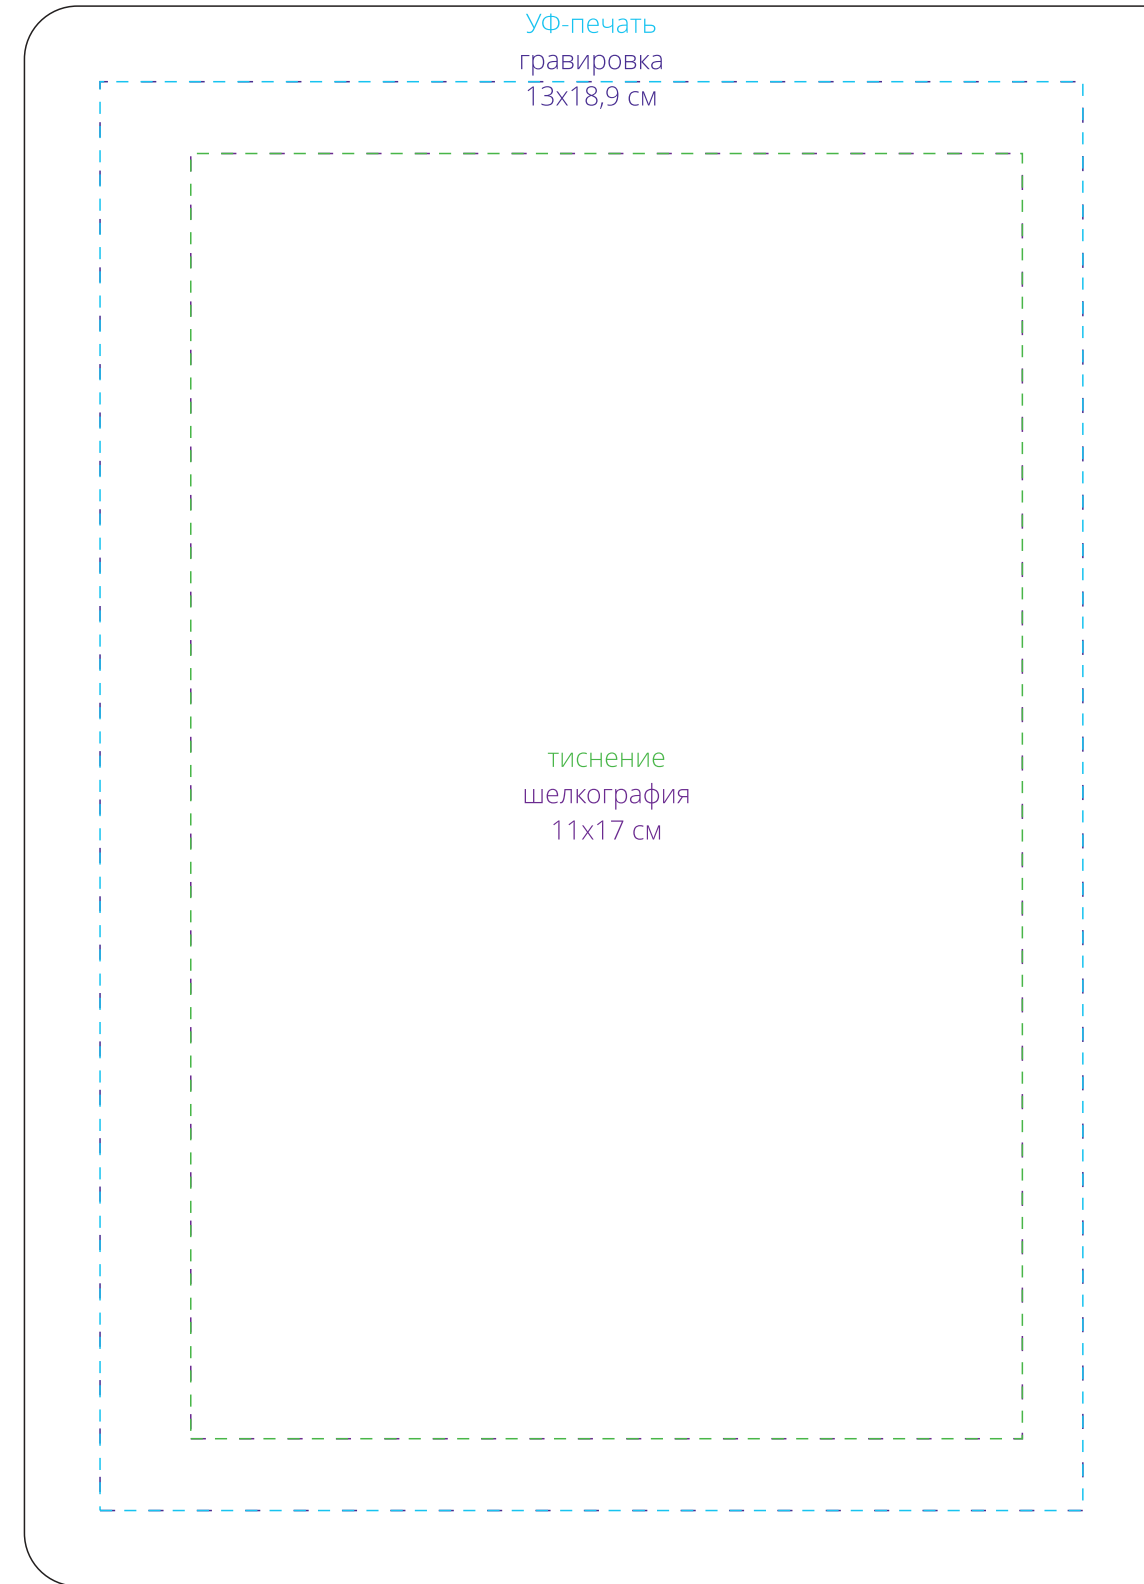 УФ-печать
гравировка
13х18,9 см
тиснение
шелкография
11х17 см